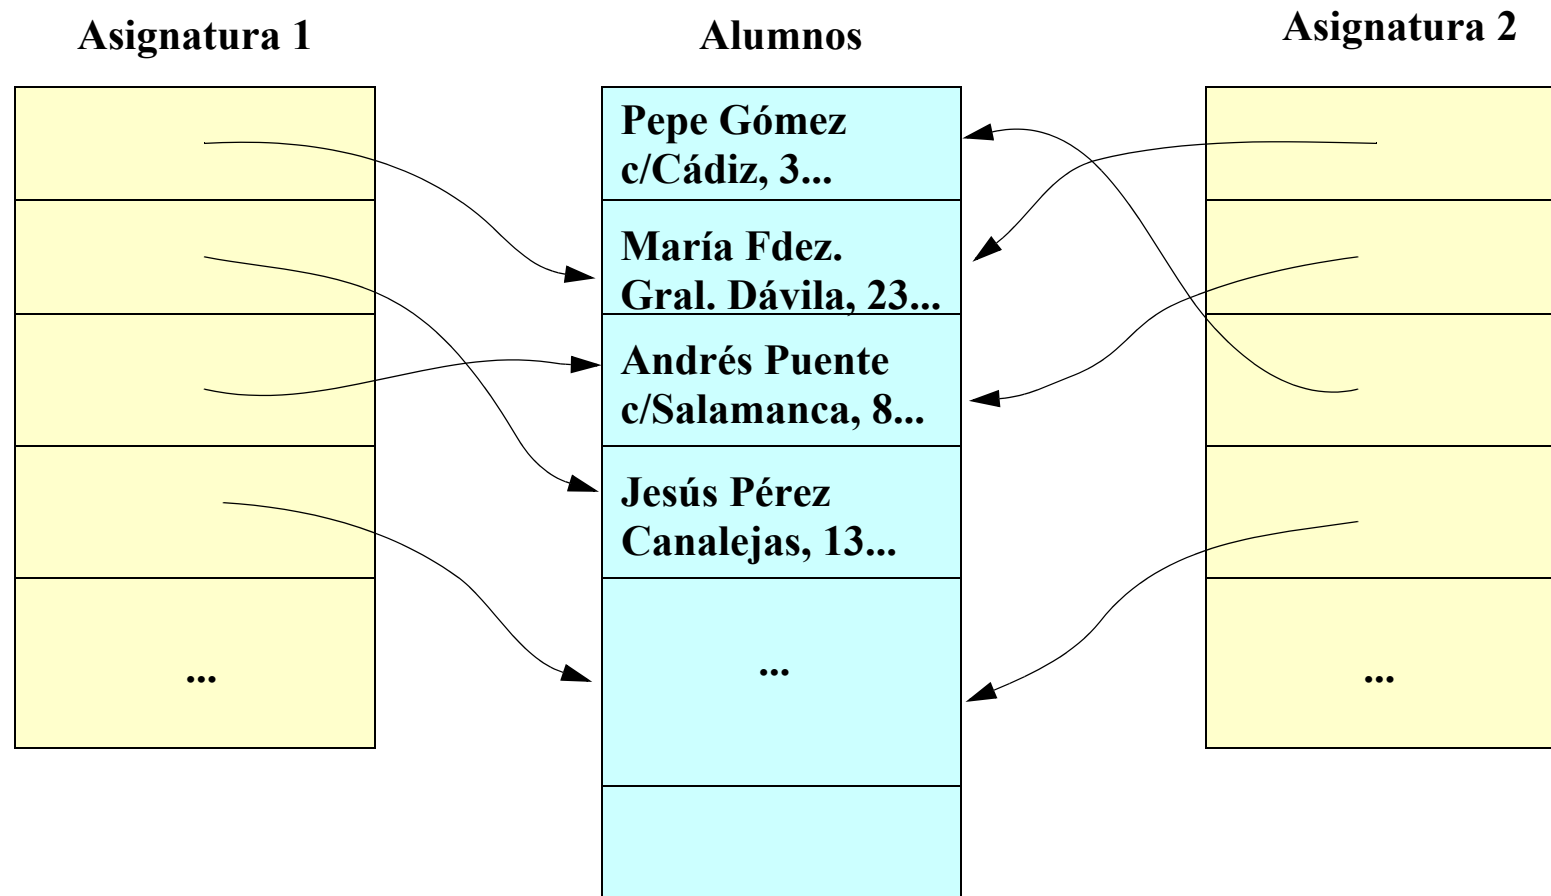 Asignatura 1
Alumnos
Asignatura 2
Pepe Gómez
c/Cádiz, 3...
María Fdez.
Gral. Dávila, 23...
Andrés Puente
c/Salamanca, 8...
Jesús Pérez
Canalejas, 13...
...
...
...